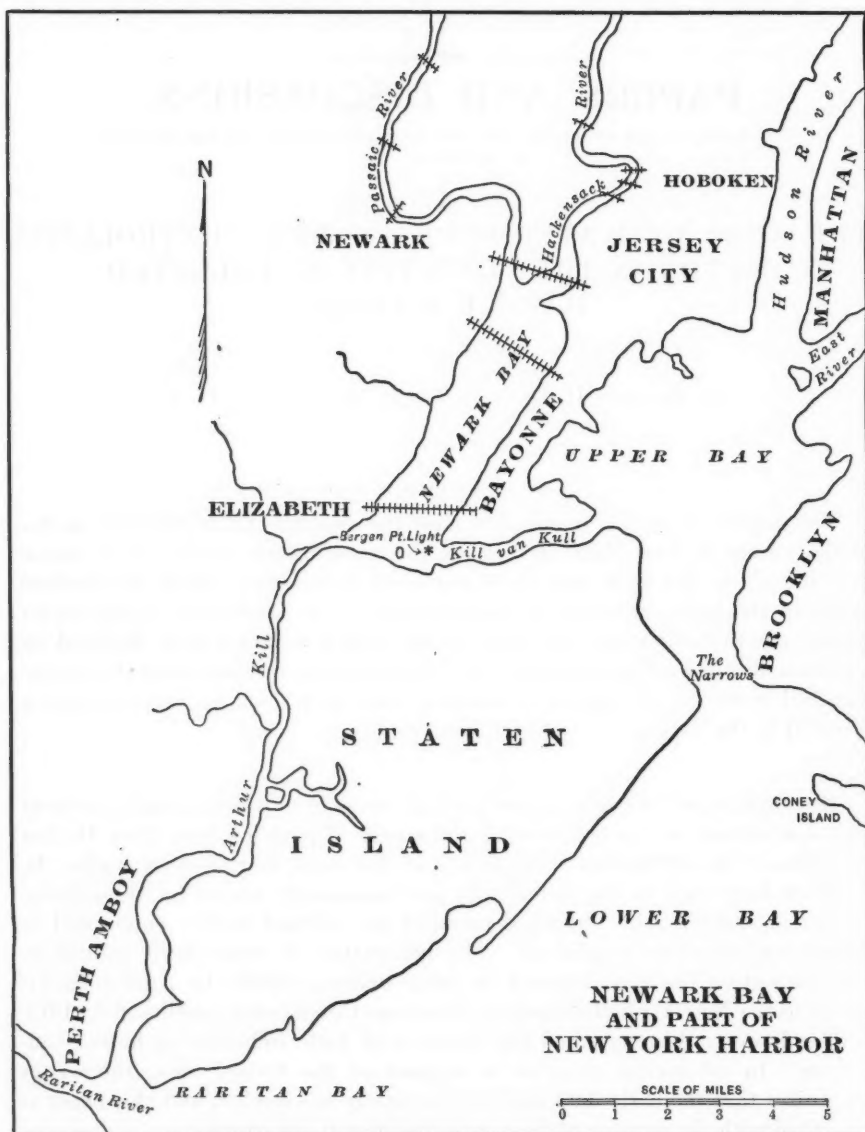 Passaic River
River
Hackensack
Hudson River
MANHATTAN
N
HOBOKEN
NEWARK
JERSEY
CITY
East
River
NEWARK BAY
BAYONNE
UPPER BAY
ELIZABETH
Bergen Pt. Light
Kill van Kull
BROOKLYN
The
Narrows
Arthur Kill
STATEN
ISLAND
CONEY
ISLAND
PERTH AMBOY
LOWER BAY
Raritan River
RARITAN BAY
NEWARK BAY
AND PART OF
NEW YORK HARBOR
SCALE OF MILES
0 1 2 3 4 5